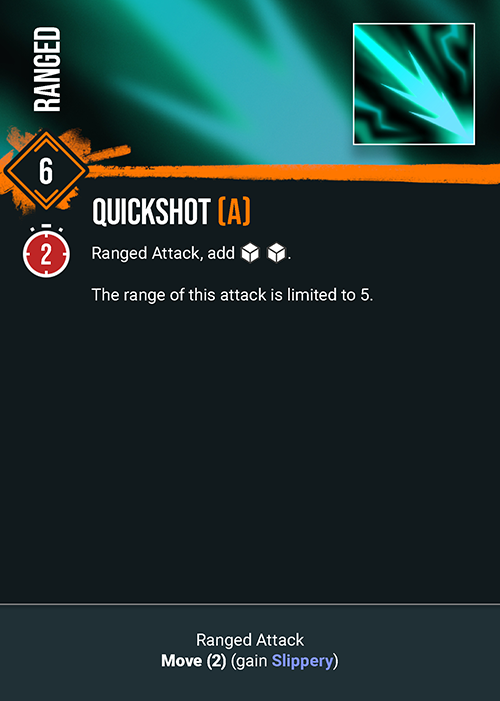 RANGED
6
QUICKSHOT (A)
2
Ranged Attack, add .
The range of this attack is limited to 5.
Ranged Attack
Move (2) (gain Slippery)